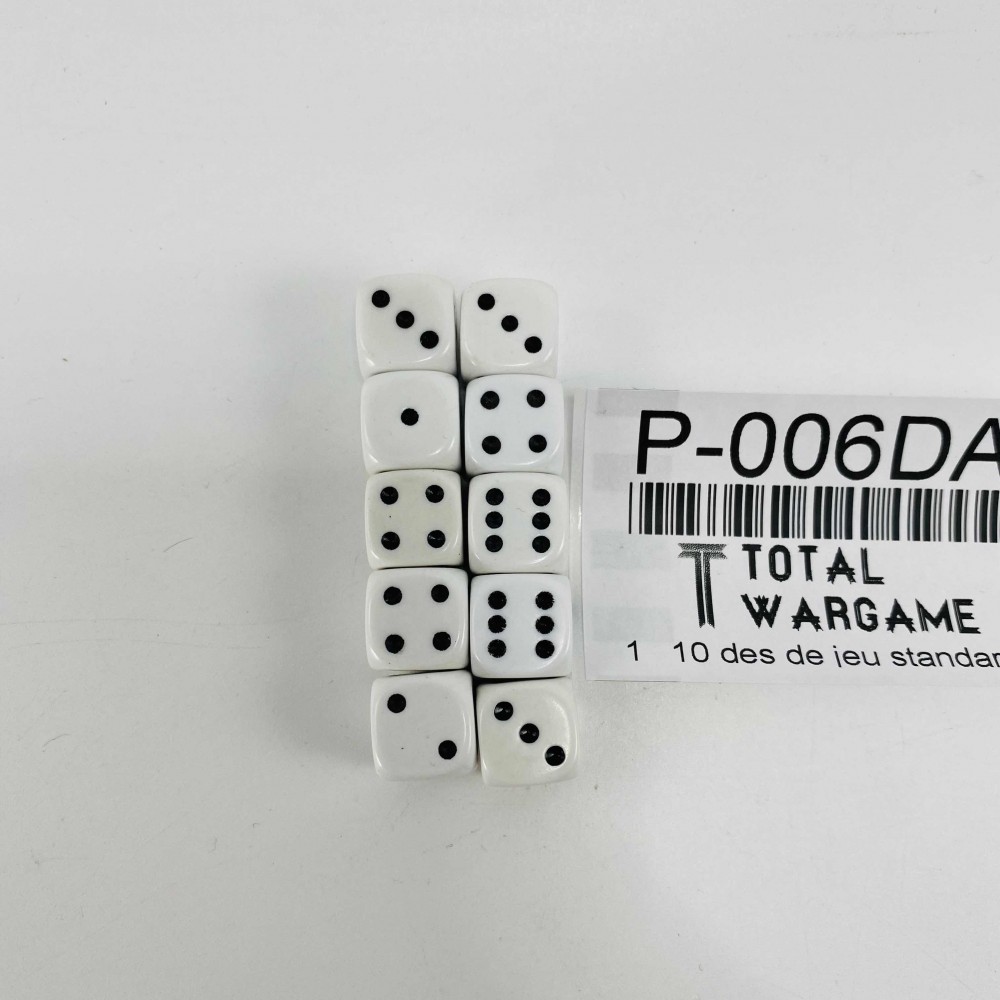 P-006DA
TOTAL
WARGAME
1 10 des de jeu standar